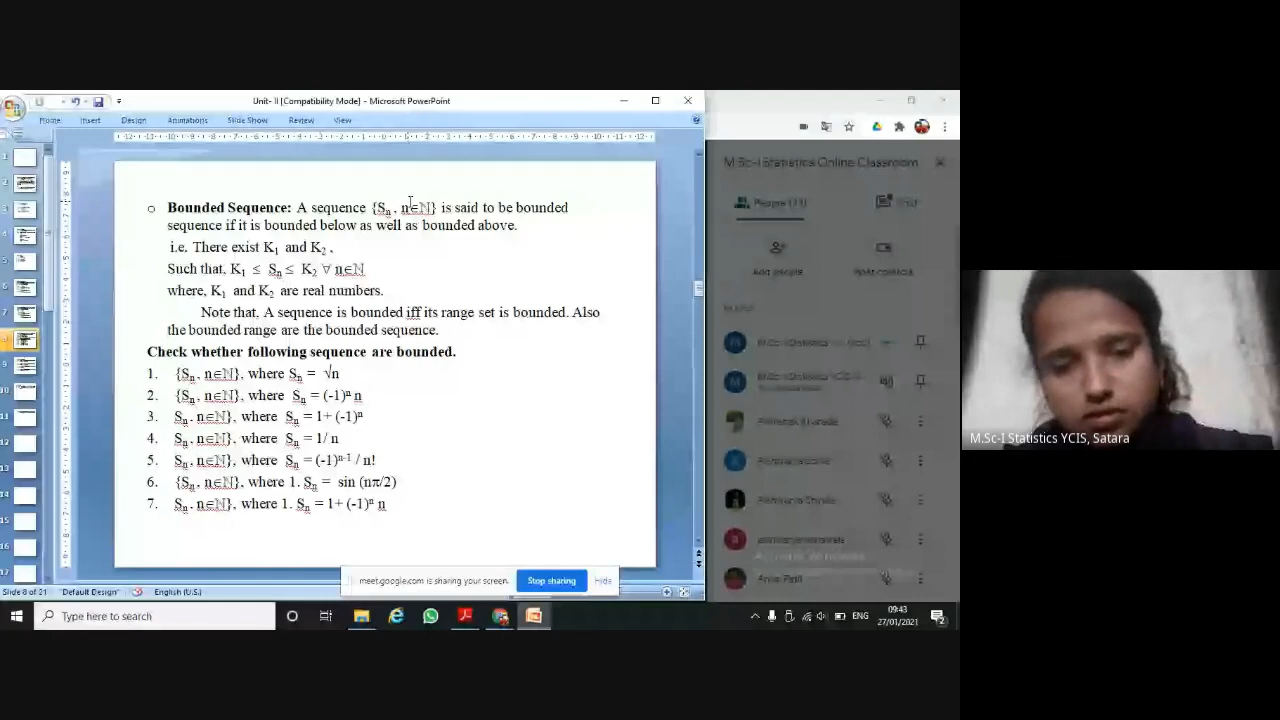 Unit- II [Compatibility Mode] - Microsoft PowerPoint
Home Insert Design Animations Slide Show Review View
Bounded Sequence: A sequence {Sn , n∈ℕ} is said to be bounded
sequence if it is bounded below as well as bounded above.
i.e. There exist K1 and K2 ,
Such that, K1 ≤ Sn ≤ K2 ∀ n∈ℕ
where, K1 and K2 are real numbers.
Note that, A sequence is bounded iff its range set is bounded. Also
the bounded range are the bounded sequence.
Check whether following sequence are bounded.
1. {Sn , n∈ℕ}, where Sn = √n
2. {Sn , n∈ℕ}, where Sn = (-1)ⁿ n
3. Sn , n∈ℕ}, where Sn = 1+ (-1)ⁿ
4. Sn , n∈ℕ}, where Sn = 1/ n
5. Sn , n∈ℕ}, where Sn = (-1)ⁿ⁻¹ / n!
6. {Sn , n∈ℕ}, where 1. Sn = sin (nπ/2)
7. Sn , n∈ℕ}, where 1. Sn = 1+ (-1)ⁿ n
meet.google.com is sharing your screen. Stop sharing Hide
Slide 8 of 21 "Default Design" English (U.S.)
Type here to search
ENG
09:43
27/01/2021
M.Sc-I Statistics Online Classroom
People
Add people
M.Sc-I Statistics YCIS, Satara